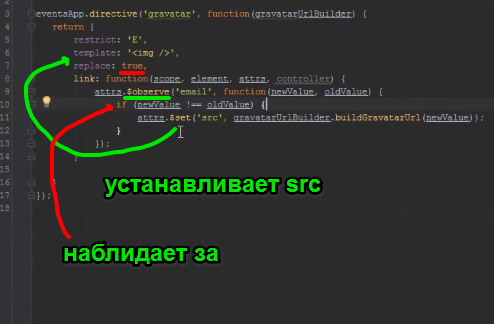 2
3 eventsApp.directive('gravatar', function(gravatarUrlBuilder) {
4 return {
5 restrict: 'E',
6 template: '<img />',
7 replace: true,
8 link: function(scope, element, attrs, controller) {
9 attrs.$observe('email', function(newValue, oldValue) {
10 if (newValue !== oldValue) {
11 attrs.$set('src', gravatarUrlBuilder.buildGravatarUrl(newValue));
12 }
13 });
14 }
15
16 }
17 });
18
устанавливает src
наблидает за